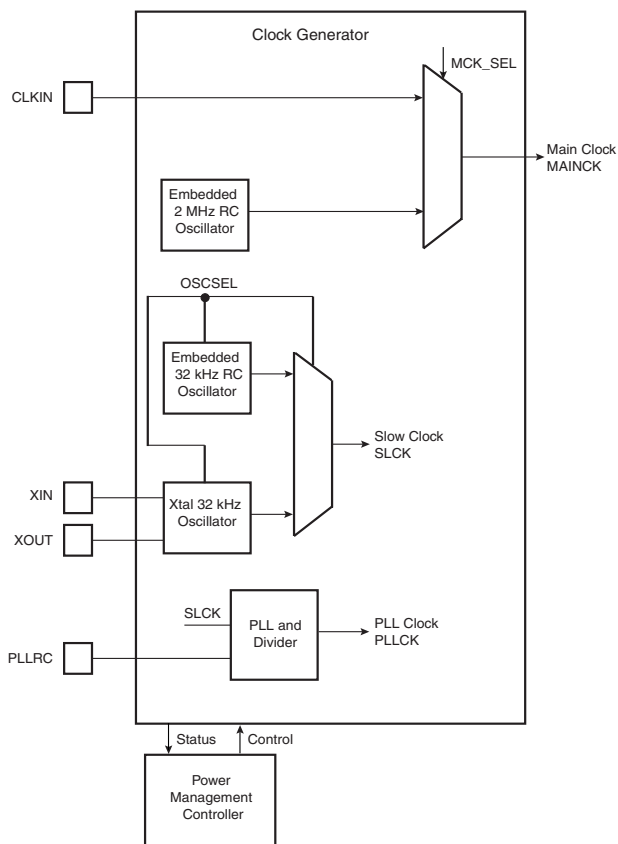 Clock Generator
MCK_SEL
CLKIN
Main Clock
MAINCK
Embedded
2 MHz RC
Oscillator
OSCSEL
Embedded
32 kHz RC
Oscillator
Slow Clock
SLCK
XIN
Xtal 32 kHz
Oscillator
XOUT
SLCK
PLL and
Divider
PLL Clock
PLLCK
PLLRC
Status
Control
Power
Management
Controller